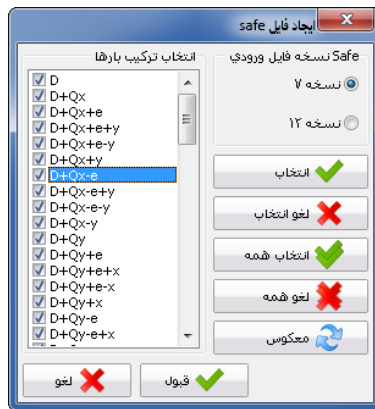 ایجاد فایل safe
Safe نسخه فایل ورودی
نسخه ۷
نسخه ۱۲
انتخاب
لغو انتخاب
انتخاب همه
لغو همه
معکوس
انتخاب ترکیب بارها
D
D+Qx
D+Qx+e
D+Qx+e+y
D+Qx+e-y
D+Qx+y
D+Qx-e
D+Qx-e+y
D+Qx-e-y
D+Qx-y
D+Qy
D+Qy+e
D+Qy+e+x
D+Qy+e-x
D+Qy+x
D+Qy-e
D+Qy-e+x
قبول
لغو